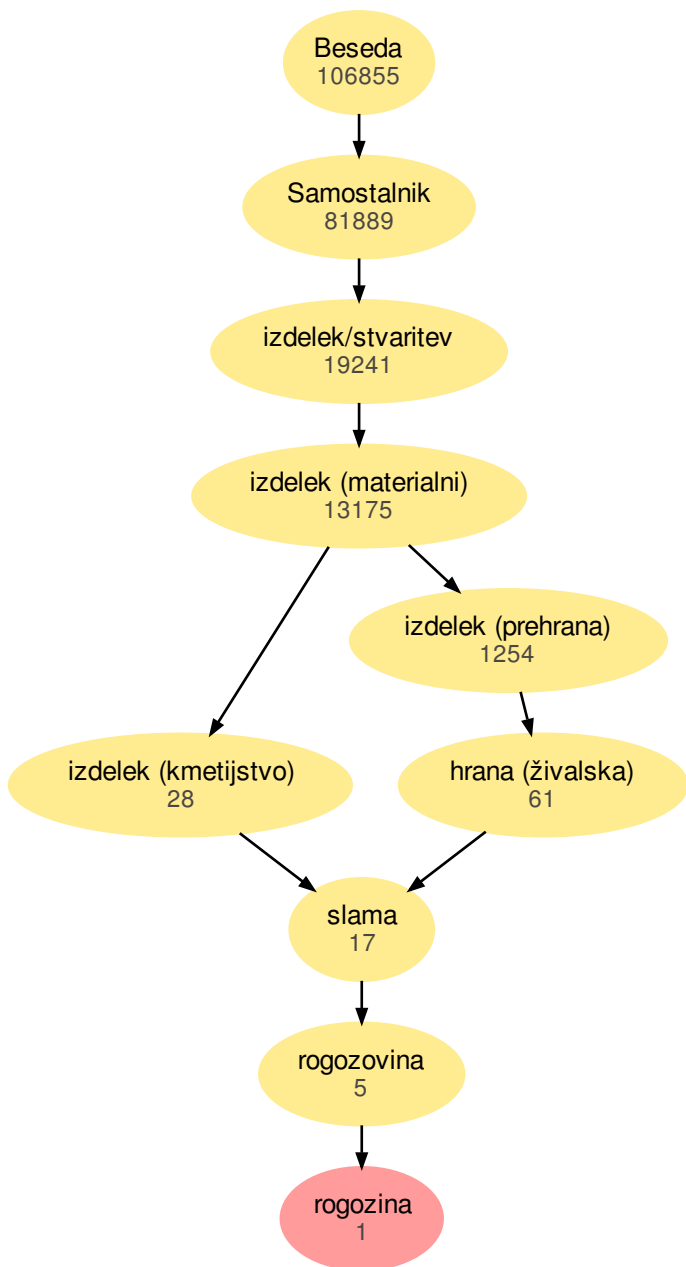 Beseda
106855
Samostalnik
81889
izdelek/stvaritev
19241
izdelek (materialni)
13175
izdelek (prehrana)
1254
izdelek (kmetijstvo)
28
hrana (živalska)
61
slama
17
rogozovina
5
rogozina
1